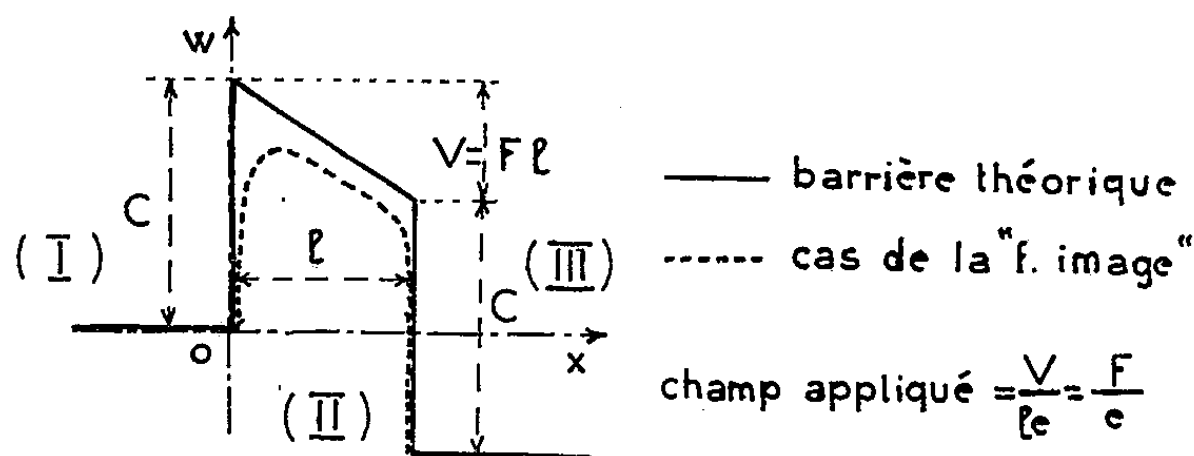 W
V=Fℓ
C
barrière théorique
(I)
ℓ
(III)
cas de la "f. image"
C
o
x
champ appliqué = V/ℓe = F/e
(II)